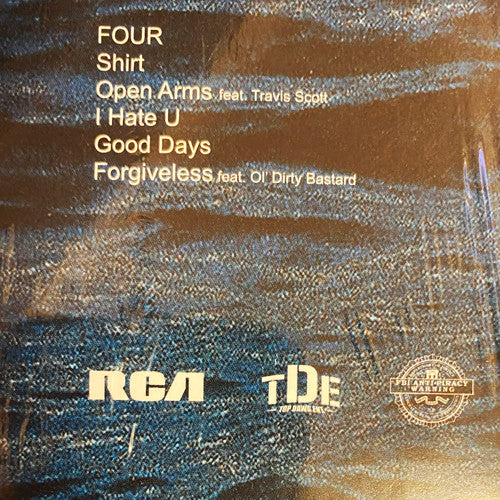 FOUR
Shirt
Open Arms feat. Travis Scott
I Hate U
Good Days
Forgiveless feat. Ol' Dirty Bastard
RCA
TDE
TOP DAWG ENT
FBI ANTI-PIRACY
WARNING